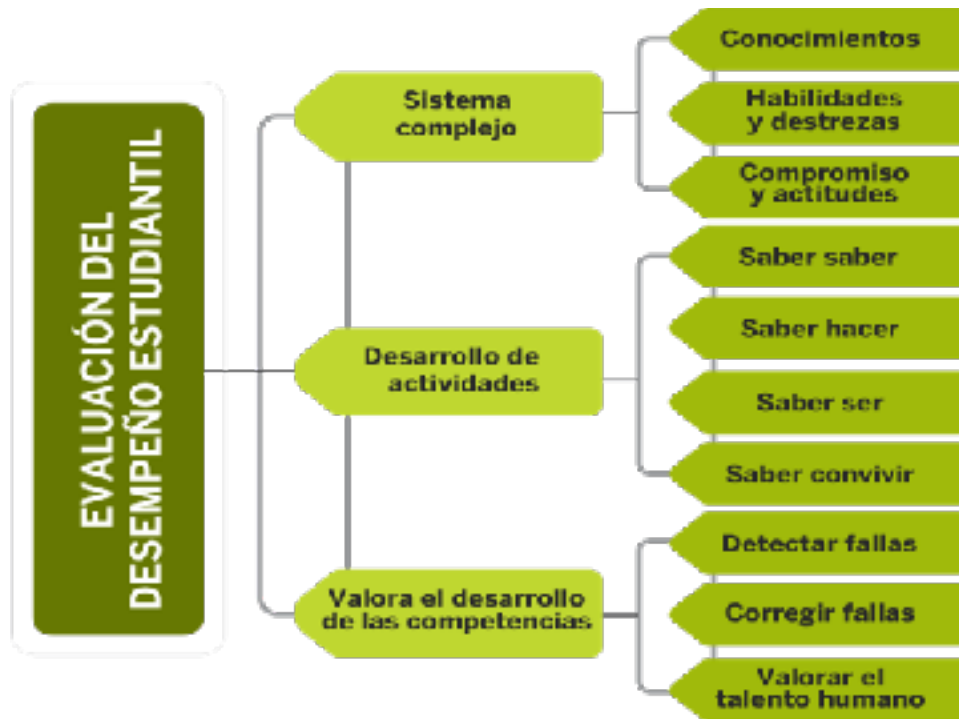 EVALUACIÓN DEL
DESEMPEÑO ESTUDIANTIL
Sistema
complejo
Conocimientos
Habilidades
y destrezas
Compromiso
y actitudes
Desarrollo de
actividades
Saber saber
Saber hacer
Saber ser
Saber convivir
Valora el desarrollo
de las competencias
Detectar fallas
Corregir fallas
Valorar el
talento humano